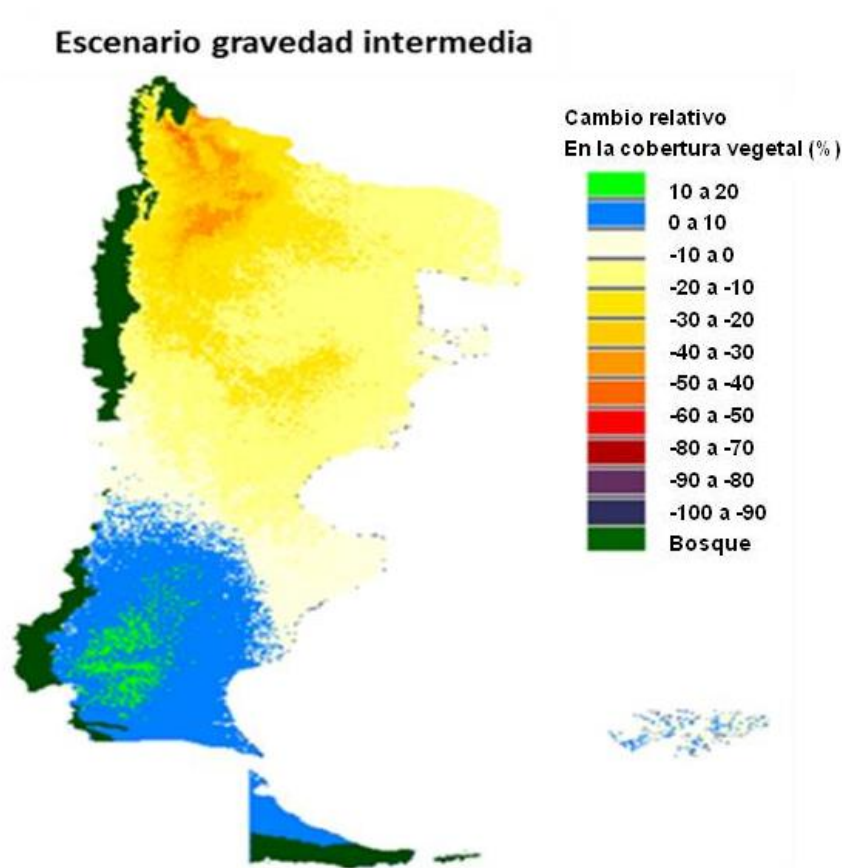 Escenario gravedad intermedia
Cambio relativo
En la cobertura vegetal (%)
10 a 20
0 a 10
-10 a 0
-20 a -10
-30 a -20
-40 a -30
-50 a -40
-60 a -50
-80 a -70
-90 a -80
-100 a -90
Bosque